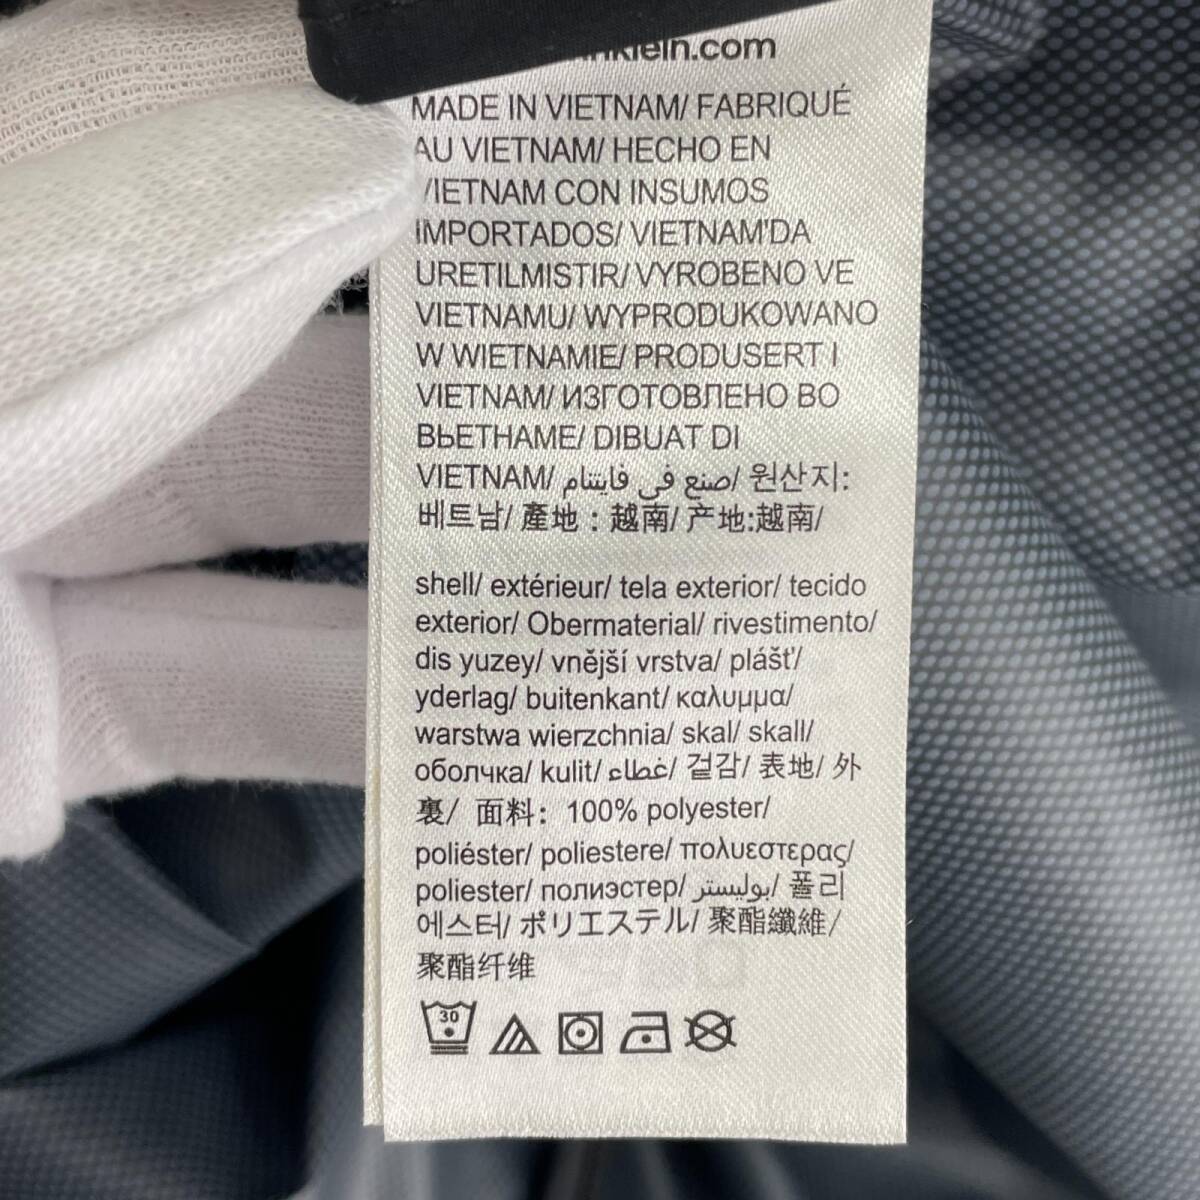 MADE IN VIETNAM/ FABRIQUÉ
AU VIETNAM/ HECHO EN
VIETNAM CON INSUMOS
IMPORTADOS/ VIETNAM'DA
URETILMISTIR/ VYROBENO VE
VIETNAMU/ WYPRODUKOWANO
W WIETNAMIE/ PRODUSERT I
VIETNAM/ ИЗГОТОВЛЕНО ВО
ВЬЕТНАМЕ/ DIBUAT DI
VIETNAM/ صنع في فايتنام/ 원산지:
베트남/ 產地：越南/ 产地:越南/
shell/ extérieur/ tela exterior/ tecido
exterior/ Obermaterial/ rivestimento/
dis yuzey/ vnější vrstva/ plášť/
yderlag/ buitenkant/ καλυμμα/
warstwa wierzchnia/ skal/ skall/
оболчка/ kulit/ غطاء/ 겉감/ 表地/ 外
裏/ 面料: 100% polyester/
poliéster/ poliestere/ πολυεστερας/
poliester/ полиэстер/ بوليستر/ 폴리
에스터/ ポリエステル/ 聚酯纖維/
聚酯纤维
30